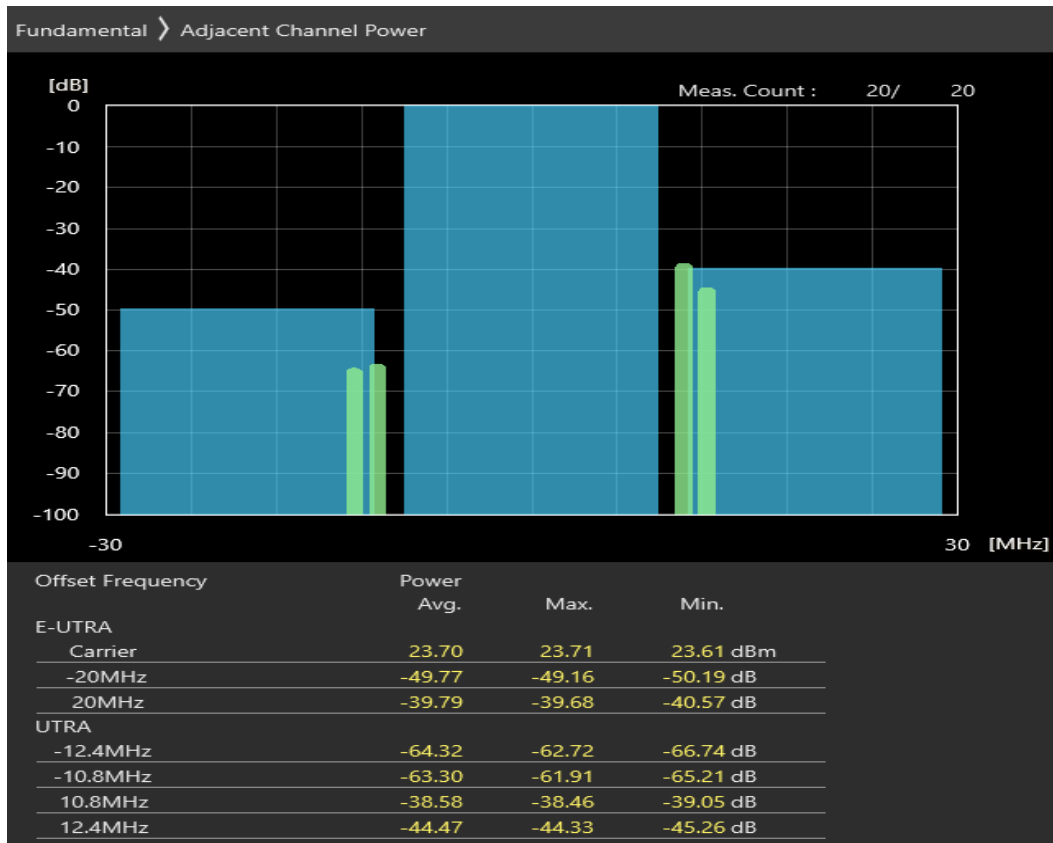 Fundamental 〉 Adjacent Channel Power
[dB]
Meas. Count : 20/ 20
0
-10
-20
-30
-40
-50
-60
-70
-80
-90
-100
-30 30 [MHz]
Offset Frequency Power
Avg. Max. Min.
E-UTRA
Carrier 23.70 23.71 23.61 dBm
-20MHz -49.77 -49.16 -50.19 dB
20MHz -39.79 -39.68 -40.57 dB
UTRA
-12.4MHz -64.32 -62.72 -66.74 dB
-10.8MHz -63.30 -61.91 -65.21 dB
10.8MHz -38.58 -38.46 -39.05 dB
12.4MHz -44.47 -44.33 -45.26 dB